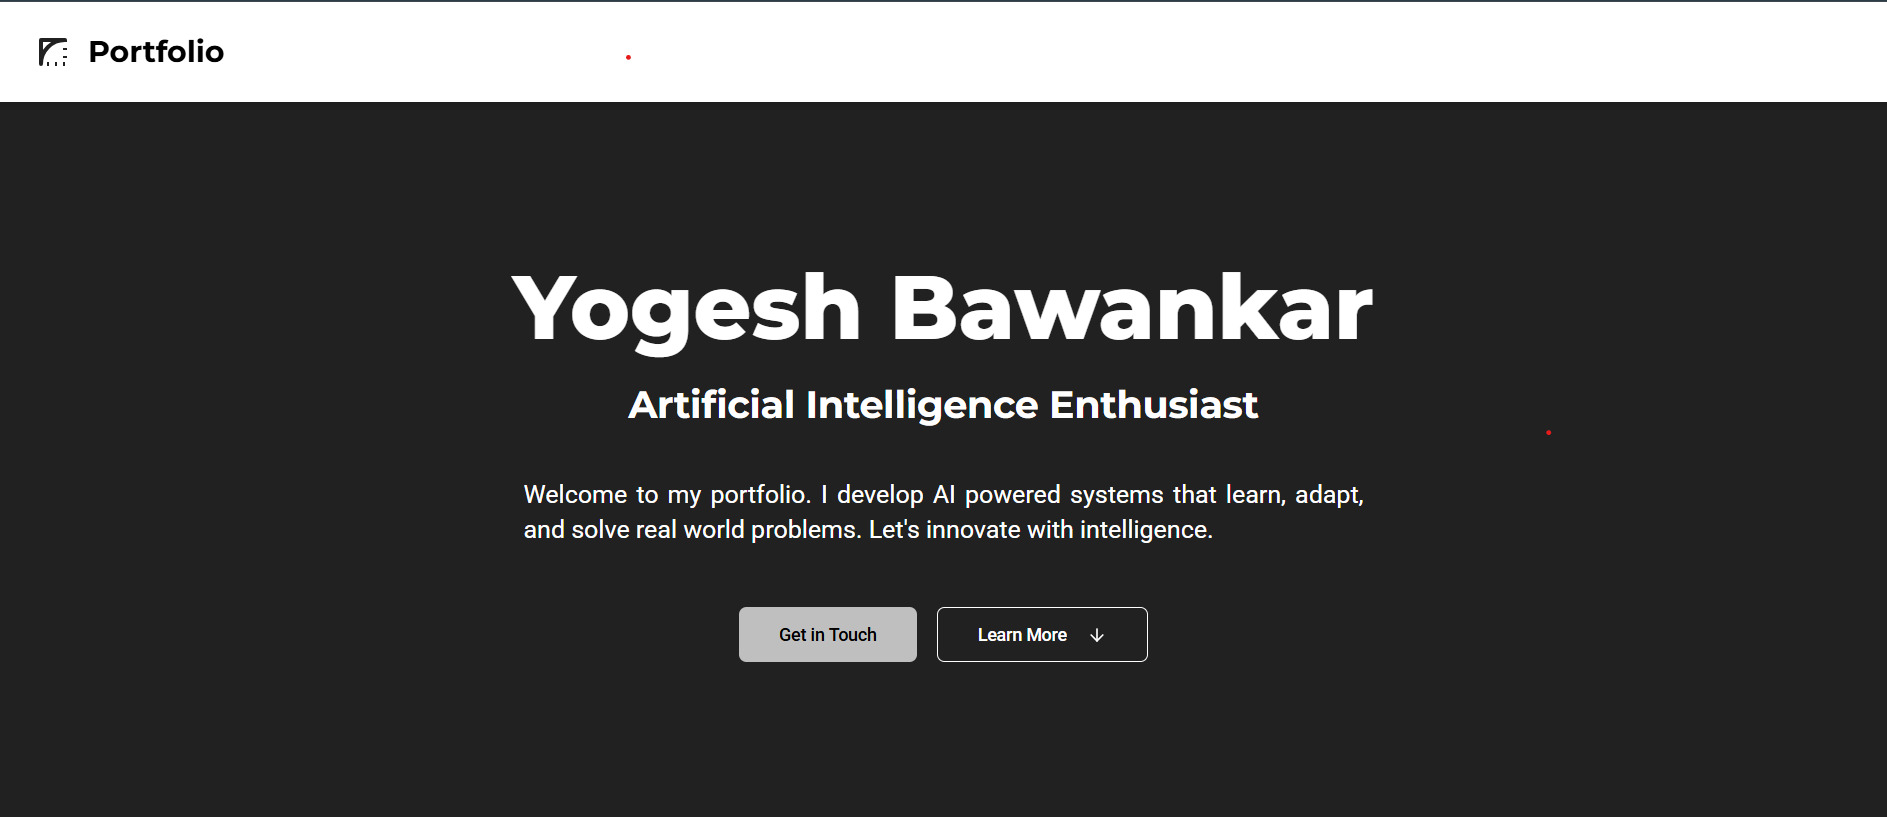 Portfolio
Yogesh Bawankar
Artificial Intelligence Enthusiast
Welcome to my portfolio. I develop AI powered systems that learn, adapt,
and solve real world problems. Let's innovate with intelligence.
Get in Touch
Learn More